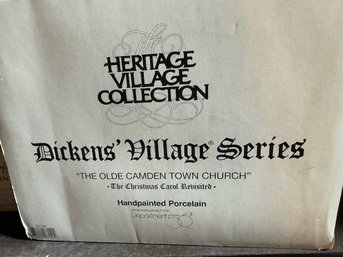 The
HERITAGE
VILLAGE
COLLECTION
Dickens' Village® Series
"THE OLDE CAMDEN TOWN CHURCH"
• The Christmas Carol Revisited •
Handpainted Porcelain
Department 56®